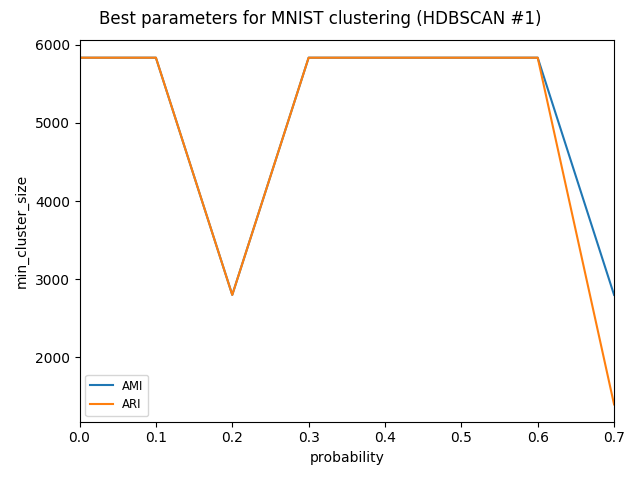 Best parameters for MNIST clustering (HDBSCAN #1)
6000
5000
4000
3000
2000
min_cluster_size
AMI
ARI
0.0 0.1 0.2 0.3 0.4 0.5 0.6 0.7
probability